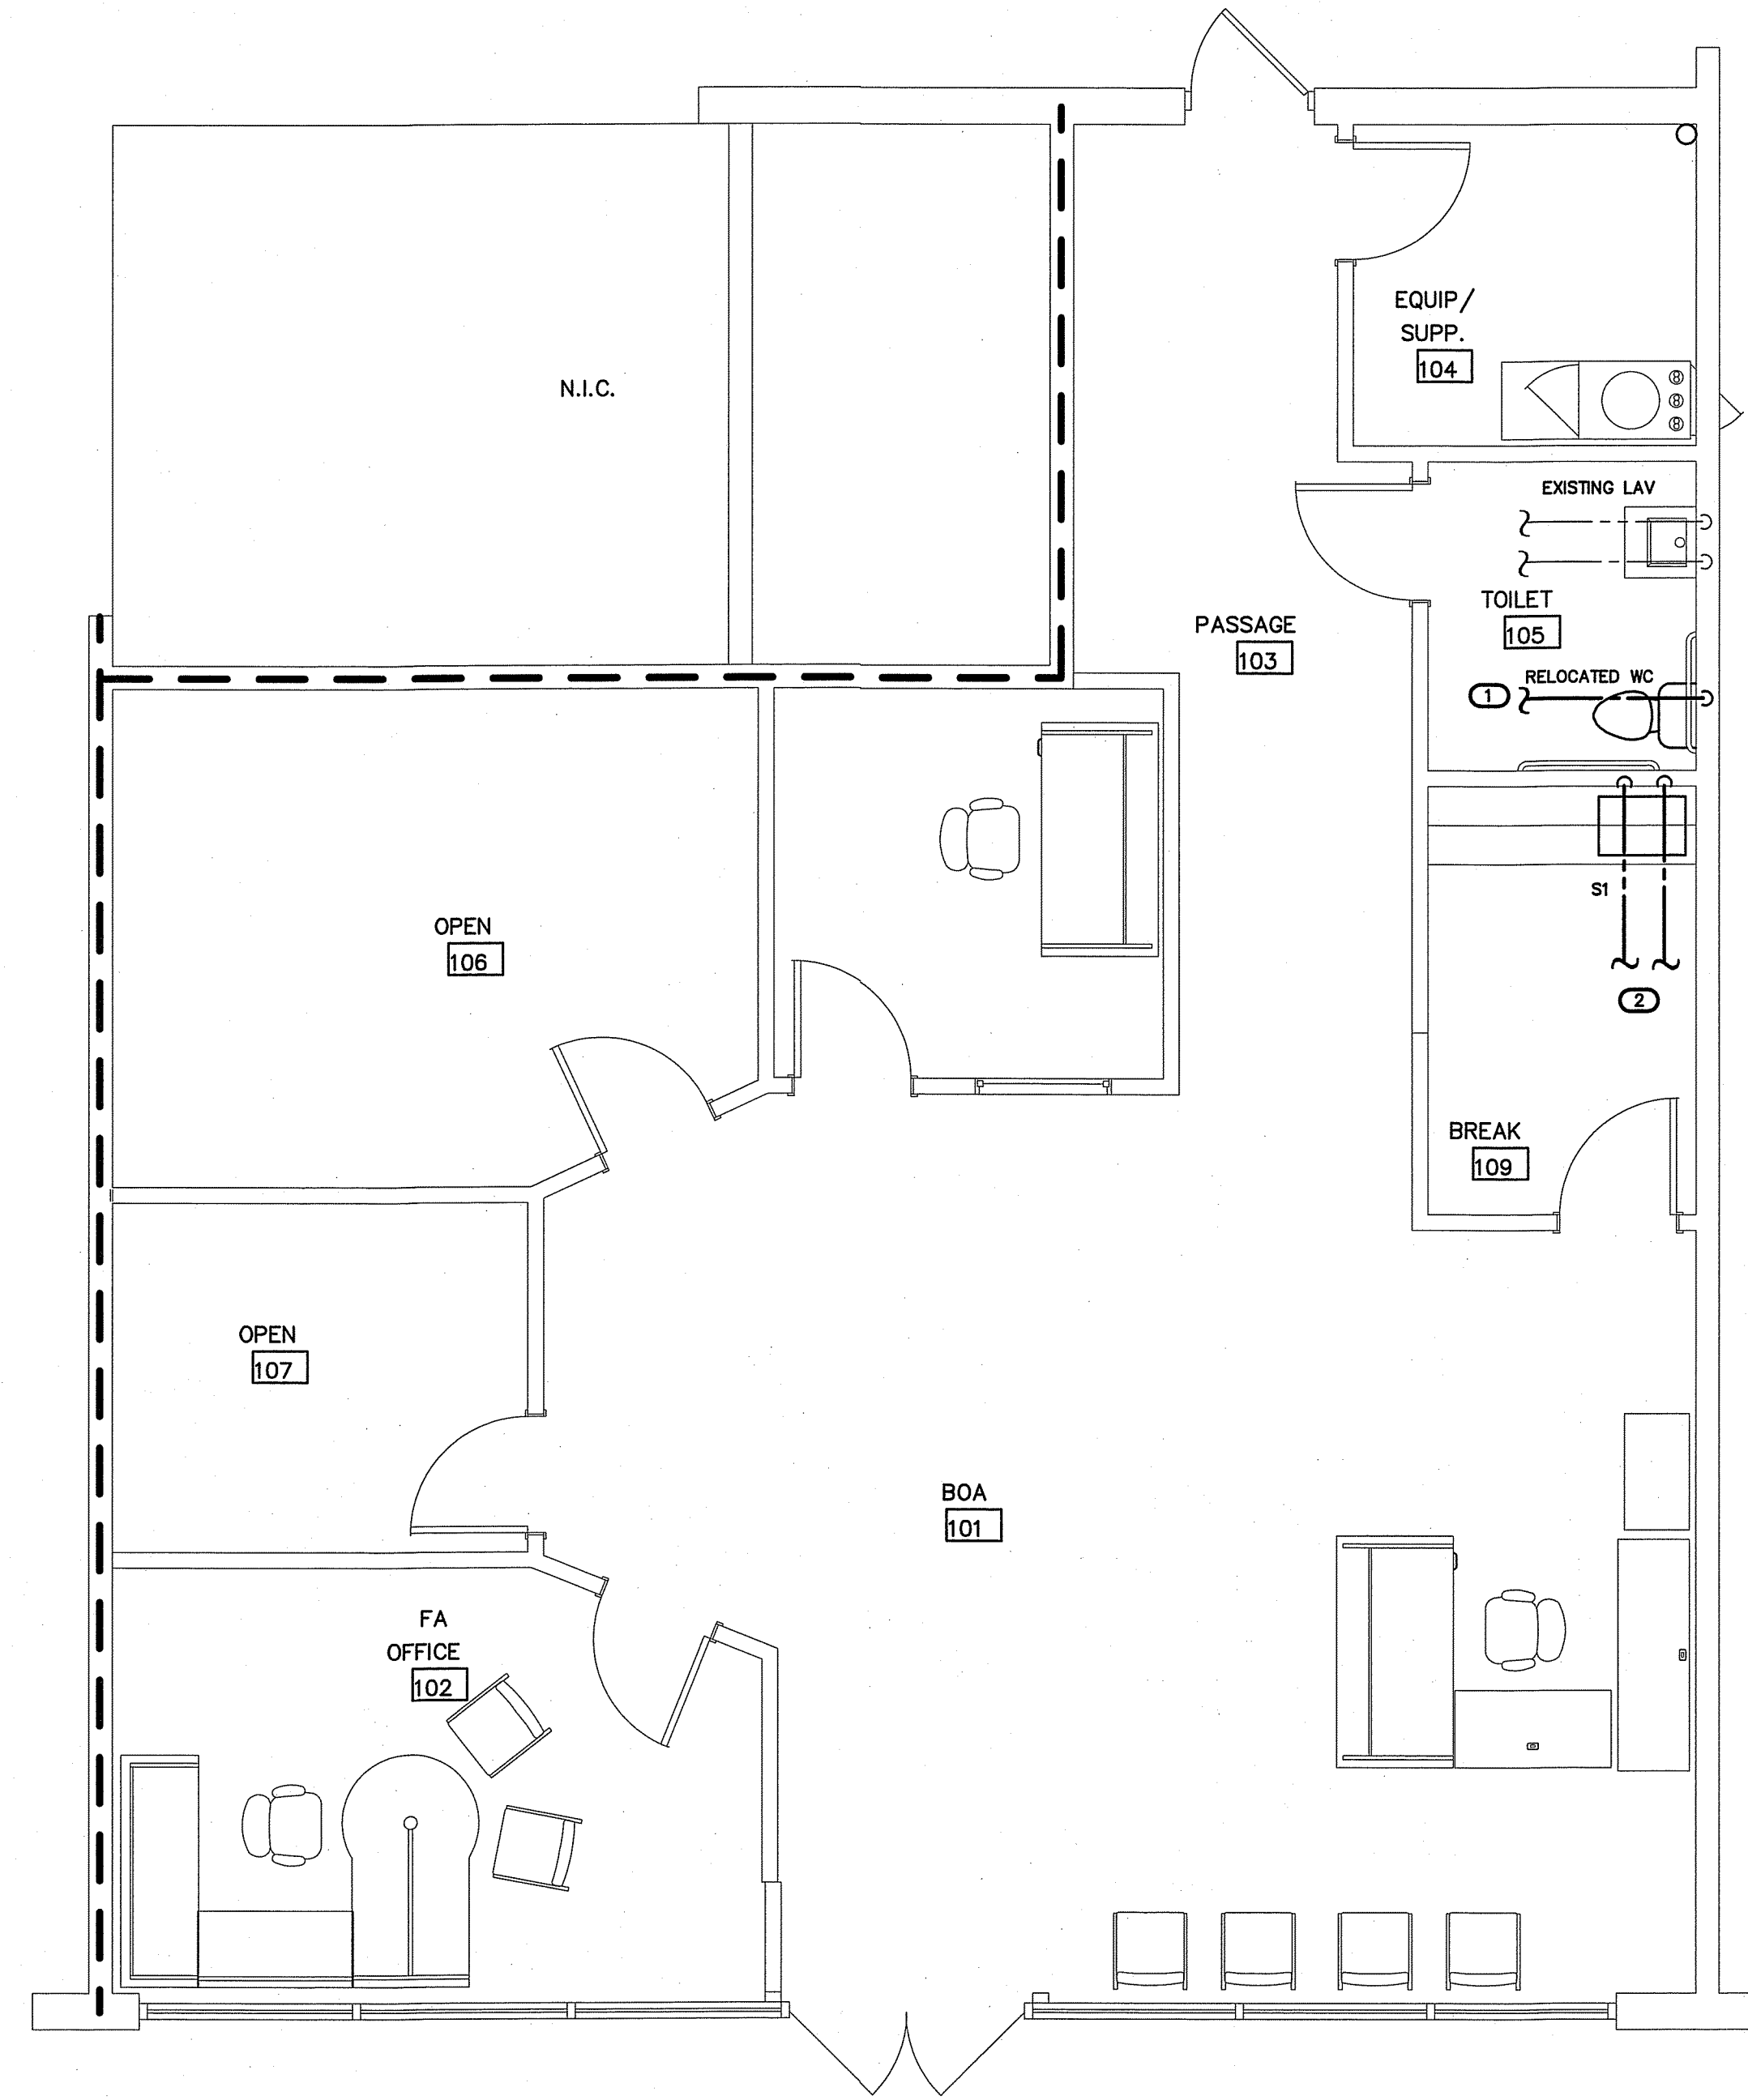 EQUIP/
SUPP.
104
N.I.C.
EXISTING LAV
TOILET
105
PASSAGE
103
RELOCATED WC
1
S1
OPEN
106
2
BREAK
109
OPEN
107
BOA
101
FA
OFFICE
102